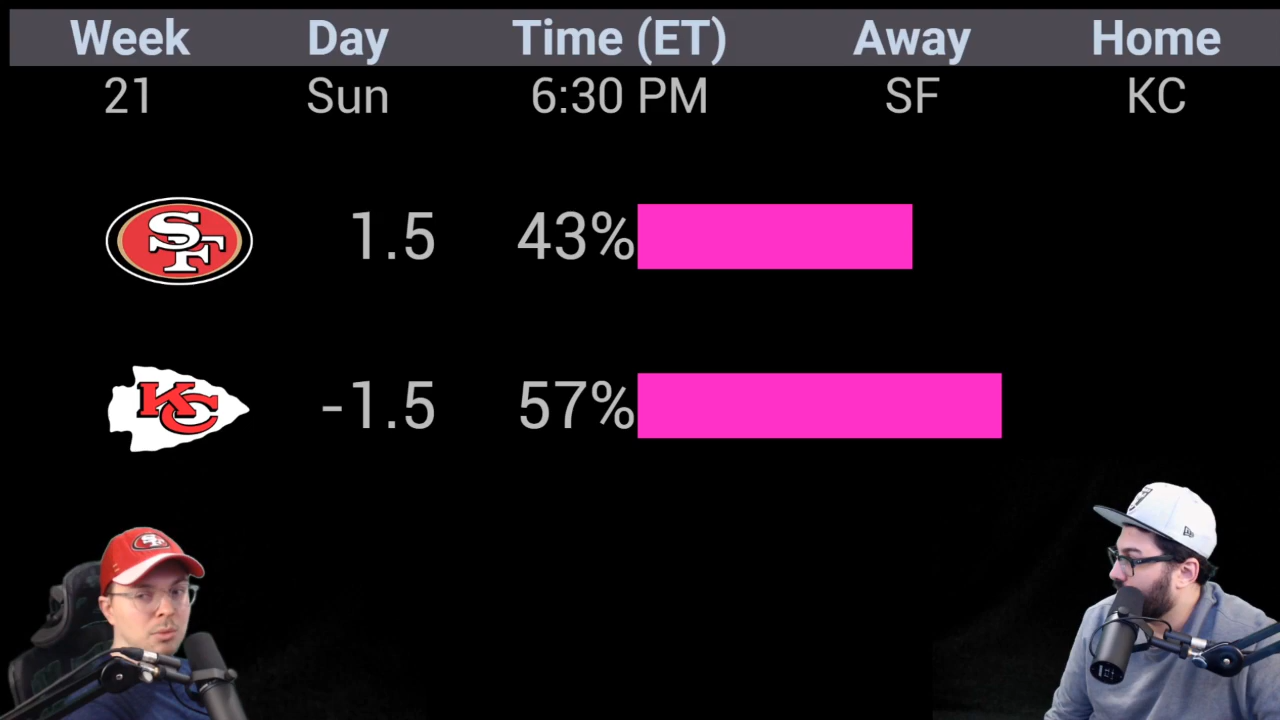 Week Day Time (ET) Away Home
21 Sun 6:30 PM SF KC
SF 1.5 43%
KC -1.5 57%
SF